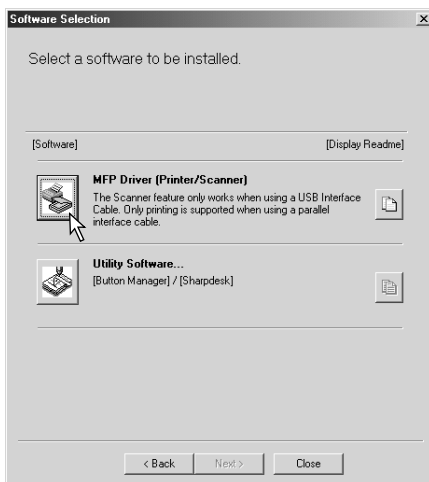 Software Selection
Select a software to be installed.
[Software] [Display Readme]
MFP Driver (Printer/Scanner)
The Scanner feature only works when using a USB Interface
Cable. Only printing is supported when using a parallel
interface cable.
Utility Software...
[Button Manager] / [Sharpdesk]
< Back Next > Close